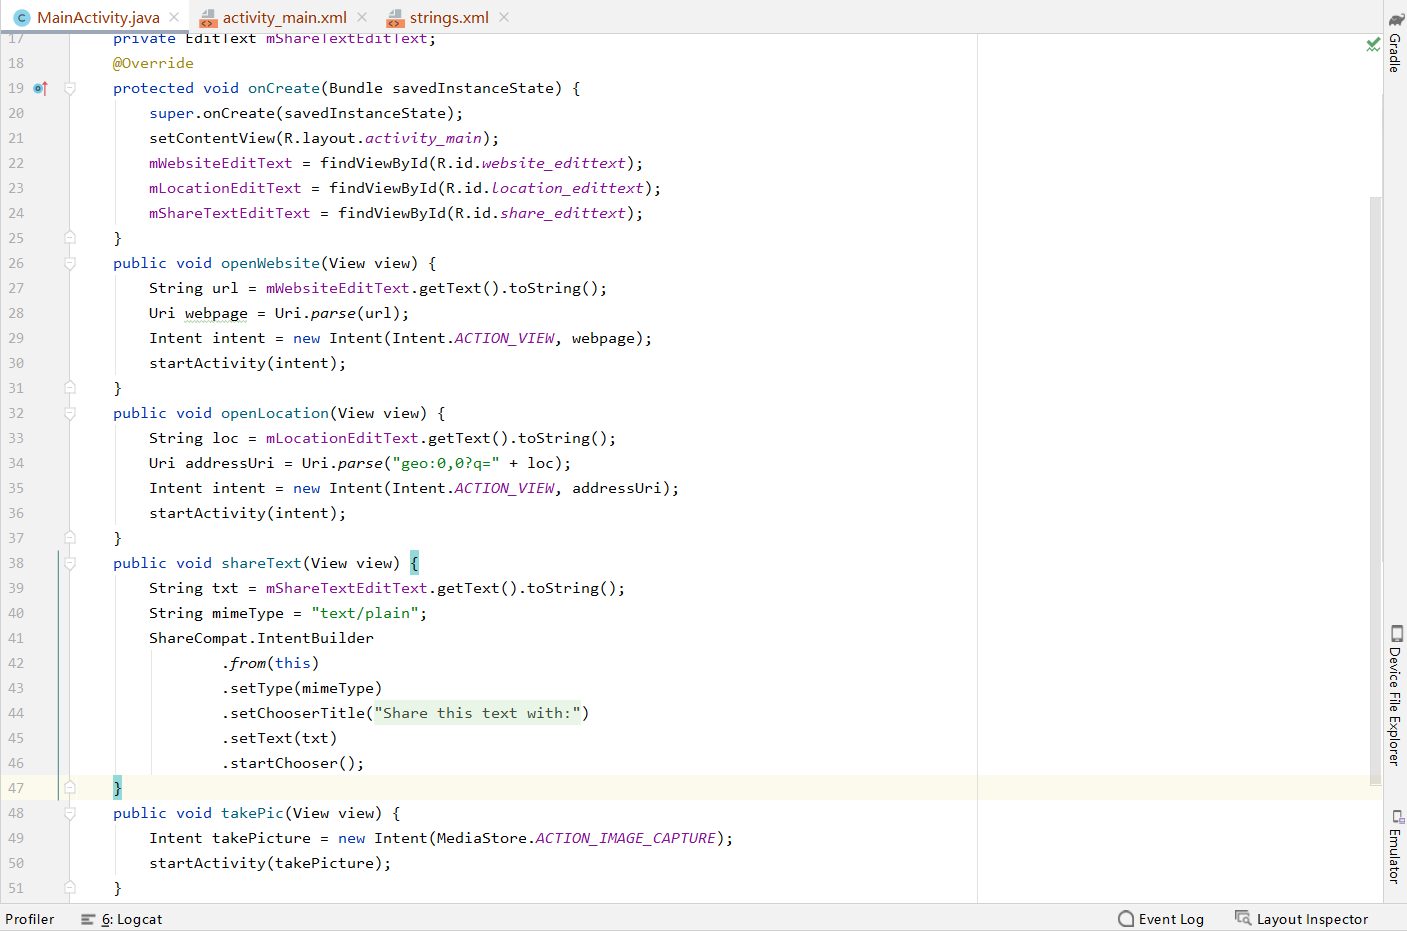 MainActivity.java
activity_main.xml
strings.xml
17 private EditText mShareTextEditText;
18 @Override
19 protected void onCreate(Bundle savedInstanceState) {
20 super.onCreate(savedInstanceState);
21 setContentView(R.layout.activity_main);
22 mWebsiteEditText = findViewById(R.id.website_edittext);
23 mLocationEditText = findViewById(R.id.location_edittext);
24 mShareTextEditText = findViewById(R.id.share_edittext);
25 }
26 public void openWebsite(View view) {
27 String url = mWebsiteEditText.getText().toString();
28 Uri webpage = Uri.parse(url);
29 Intent intent = new Intent(Intent.ACTION_VIEW, webpage);
30 startActivity(intent);
31 }
32 public void openLocation(View view) {
33 String loc = mLocationEditText.getText().toString();
34 Uri addressUri = Uri.parse("geo:0,0?q=" + loc);
35 Intent intent = new Intent(Intent.ACTION_VIEW, addressUri);
36 startActivity(intent);
37 }
38 public void shareText(View view) {
39 String txt = mShareTextEditText.getText().toString();
40 String mimeType = "text/plain";
41 ShareCompat.IntentBuilder
42 .from(this)
43 .setType(mimeType)
44 .setChooserTitle("Share this text with:")
45 .setText(txt)
46 .startChooser();
47 }
48 public void takePic(View view) {
49 Intent takePicture = new Intent(MediaStore.ACTION_IMAGE_CAPTURE);
50 startActivity(takePicture);
51 }
Gradle
Device File Explorer
Emulator
Profiler
6: Logcat
Event Log
Layout Inspector